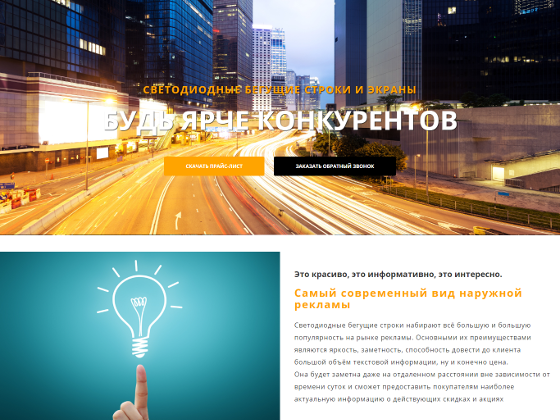 СВЕТОДИОДНЫЕ БЕГУЩИЕ СТРОКИ И ЭКРАНЫ
БУДЬ ЯРЧЕ КОНКУРЕНТОВ
СКАЧАТЬ ПРАЙС-ЛИСТ
ЗАКАЗАТЬ ОБРАТНЫЙ ЗВОНОК
Это красиво, это информативно, это интересно.
Самый современный вид наружной
рекламы
Светодиодные бегущие строки набирают всё большую и большую
популярность на рынке рекламы. Основными их преимуществами
являются яркость, заметность, способность довести до клиента
большой объём текстовой информации, ну и конечно цена.
Она будет заметна даже на отдаленном расстоянии вне зависимости от
времени суток и сможет предоставить покупателям наиболее
актуальную информацию о действующих скидках и акциях